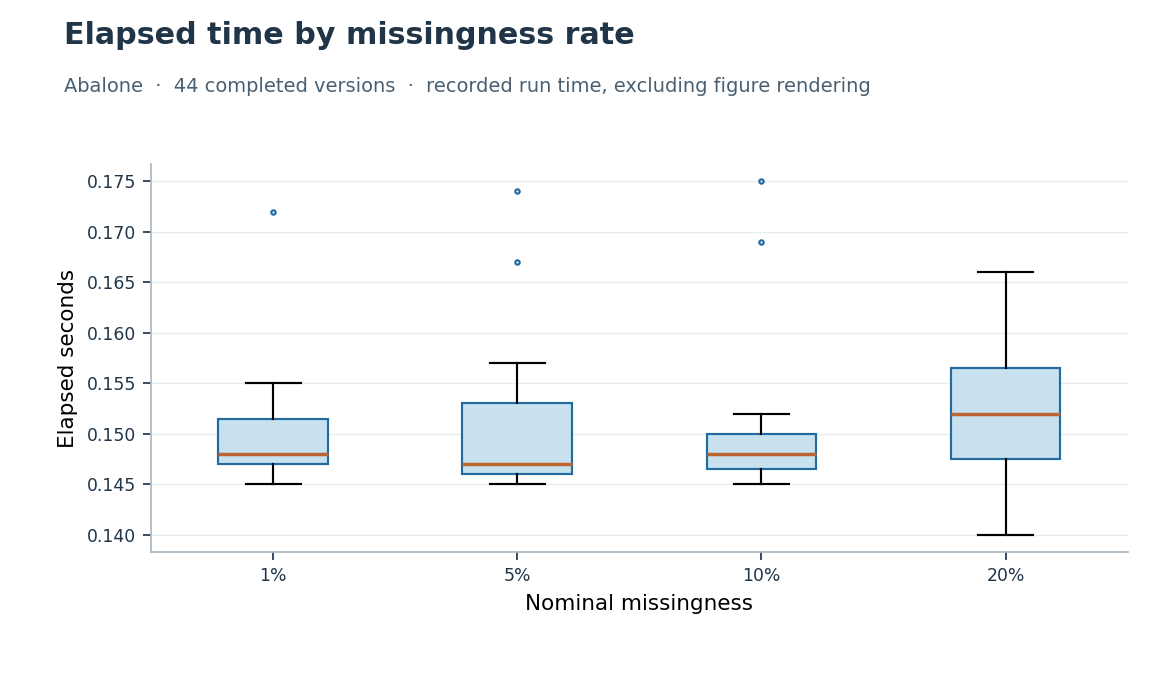 Elapsed time by missingness rate
Abalone · 44 completed versions · recorded run time, excluding figure rendering
Elapsed seconds
0.175
0.170
0.165
0.160
0.155
0.150
0.145
0.140
1% 5% 10% 20%
Nominal missingness